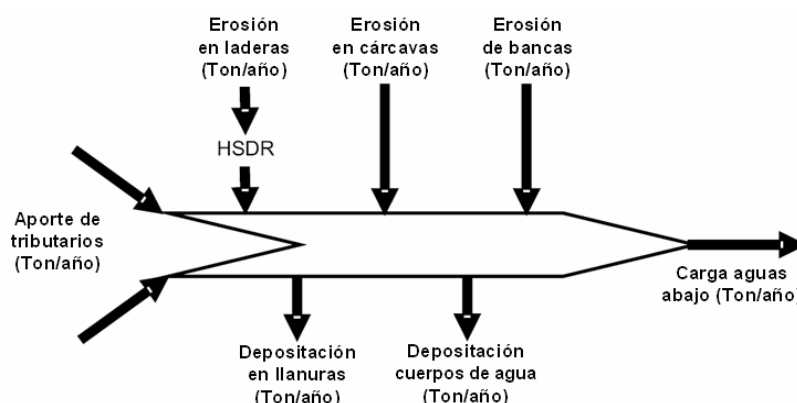 Erosión
en laderas
(Ton/año)
Erosión
en cárcavas
(Ton/año)
Erosión
de bancas
(Ton/año)
HSDR
Aporte de
tributarios
(Ton/año)
Carga aguas
abajo (Ton/año)
Depositación
en llanuras
(Ton/año)
Depositación
cuerpos de agua
(Ton/año)